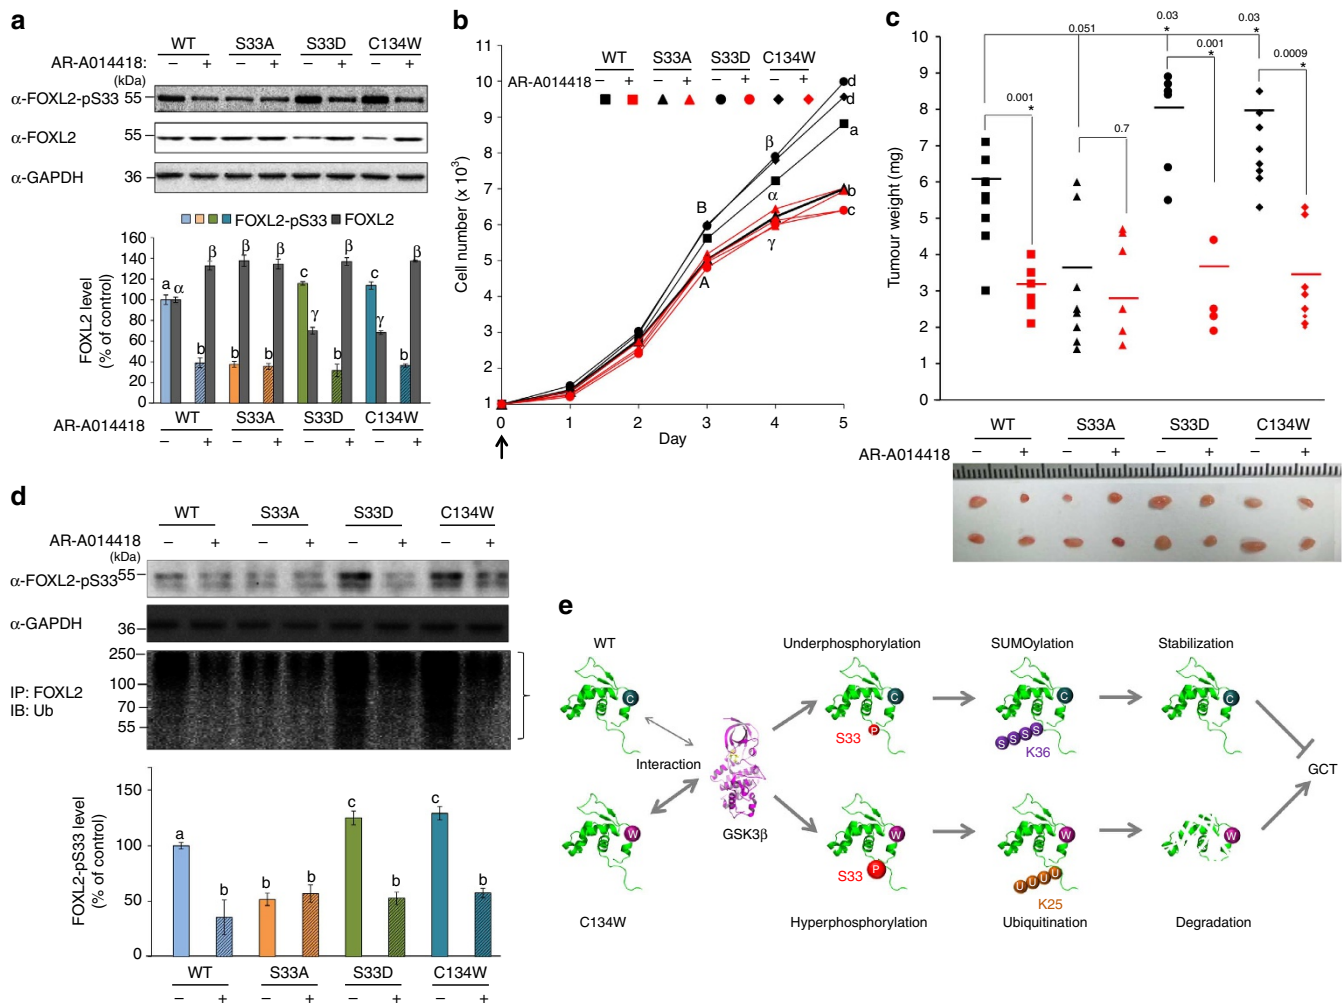 a
WT S33A S33D C134W
AR-A014418: – + – + – + – +
(kDa)
α-FOXL2-pS33 55
α-FOXL2 55
α-GAPDH 36
FOXL2-pS33 FOXL2
FOXL2 level
(% of control)
160
140
120
100
80
60
40
20
0
a α b β b β b β c γ b β c γ b β
WT S33A S33D C134W
AR-A014418 – + – + – + – +
b
Cell number (x 10³)
11
10
9
8
7
6
5
4
3
2
1
WT S33A S33D C134W
AR-A014418 – + – + – + – +
B
A
β
α
γ
d
d
a
b
c
0 1 2 3 4 5
Day
c
Tumour weight (mg)
10
9
8
7
6
5
4
3
2
1
0
0.051 0.03 * 0.03 *
0.001 * 0.7 0.001 * 0.0009 *
WT S33A S33D C134W
AR-A014418 – + – + – + – +
d
WT S33A S33D C134W
AR-A014418 – + – + – + – +
(kDa)
α-FOXL2-pS33 55
α-GAPDH
36
250
100
70
55
IP: FOXL2
IB: Ub
FOXL2-pS33 level
(% of control)
150
100
50
0
a b b b c b c b
WT S33A S33D C134W
– + – + – + – +
e
WT Underphosphorylation SUMOylation Stabilization
C C C C
S33 P
S S S S
K36
Interaction
GSK3β
GCT
W W W W
S33 P
U U U U
K25
C134W Hyperphosphorylation Ubiquitination Degradation